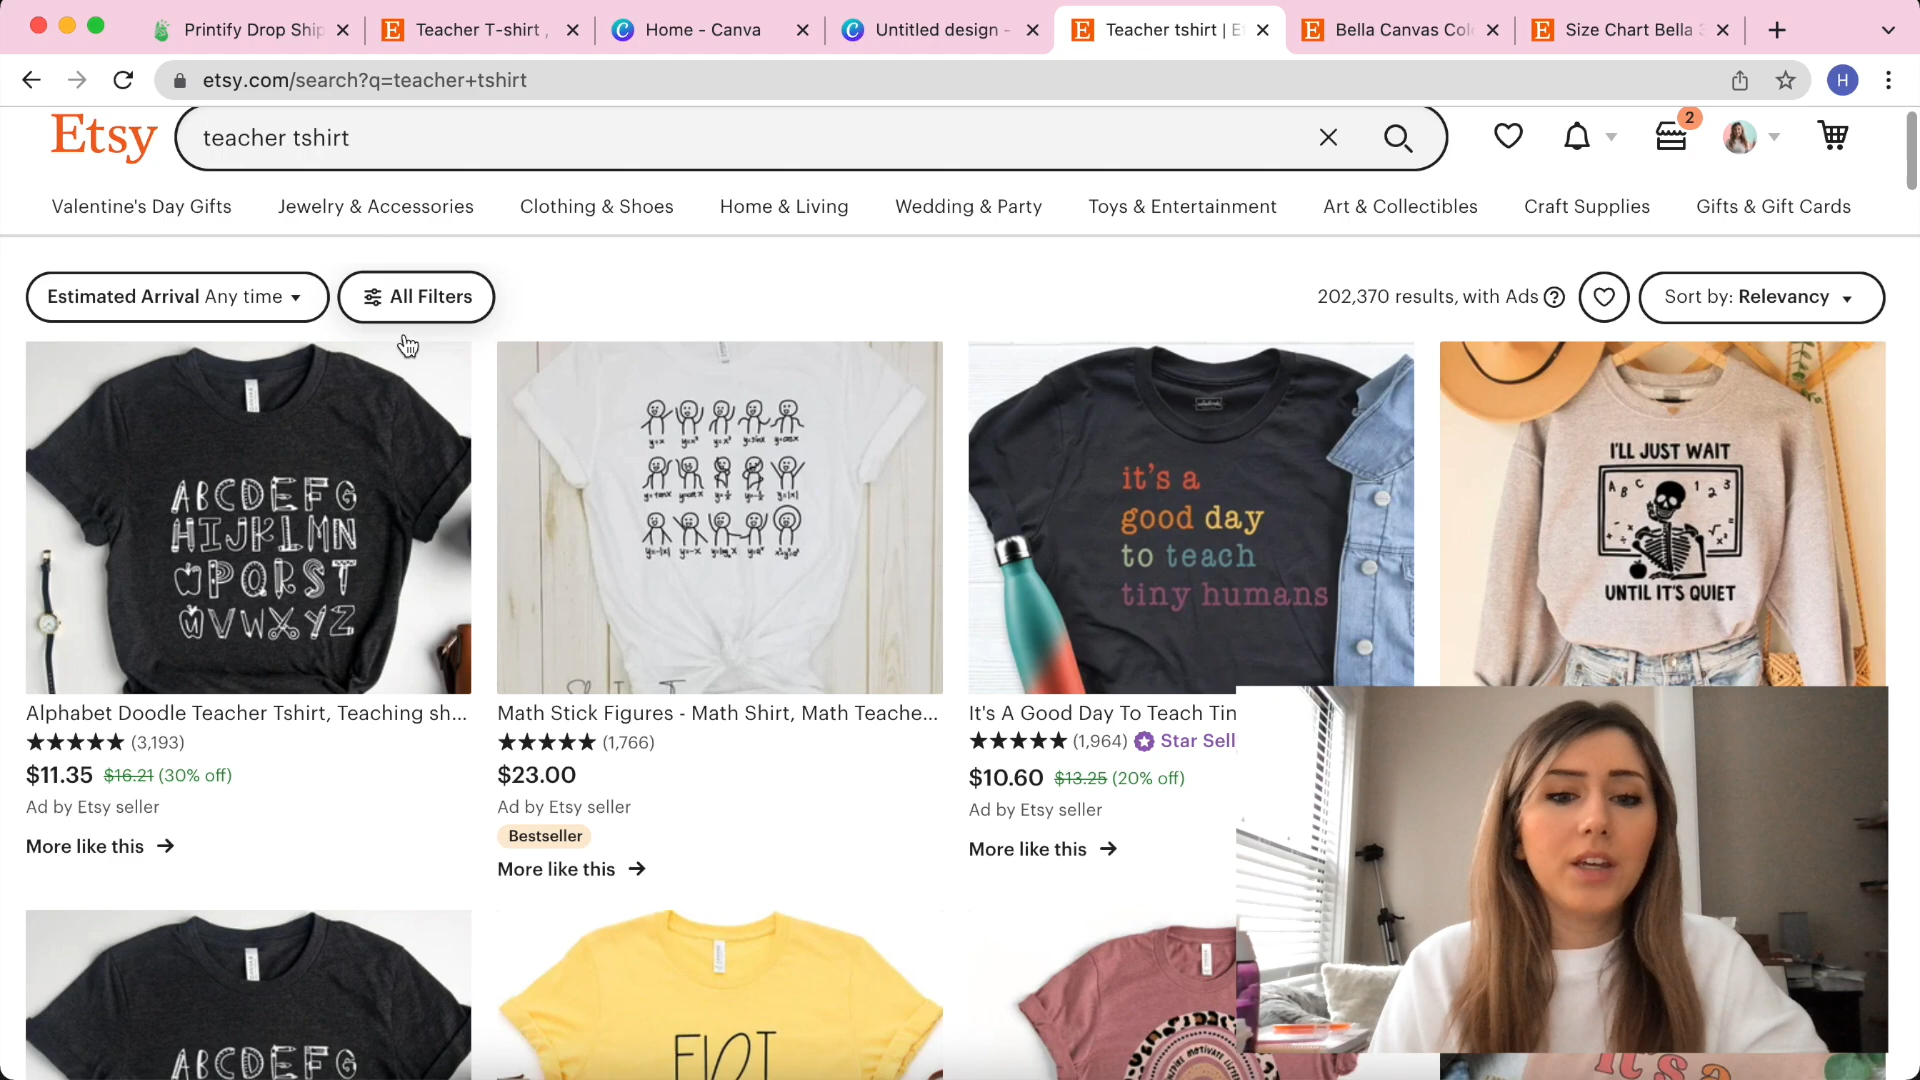 Printify Drop Ship
Teacher T-shirt ,
Home - Canva
Untitled design -
Teacher tshirt | E
Bella Canvas Col
Size Chart Bella 3
etsy.com/search?q=teacher+tshirt
H
Etsy
teacher tshirt
2
Valentine's Day Gifts
Jewelry & Accessories
Clothing & Shoes
Home & Living
Wedding & Party
Toys & Entertainment
Art & Collectibles
Craft Supplies
Gifts & Gift Cards
Estimated Arrival Any time
All Filters
202,370 results, with Ads
Sort by: Relevancy
ABCDEFG
HIJKLMN
OPQRST
UVWXYZ
it's a
good day
to teach
tiny humans
I'LL JUST WAIT
A B C 1 2 3
UNTIL IT'S QUIET
Alphabet Doodle Teacher Tshirt, Teaching sh...
(3,193)
$11.35 $16.21 (30% off)
Ad by Etsy seller
More like this
Math Stick Figures - Math Shirt, Math Teache...
(1,766)
$23.00
Ad by Etsy seller
Bestseller
More like this
It's A Good Day To Teach Tin
(1,964) Star Sell
$10.60 $13.25 (20% off)
Ad by Etsy seller
More like this
ABCDEFG
it's a